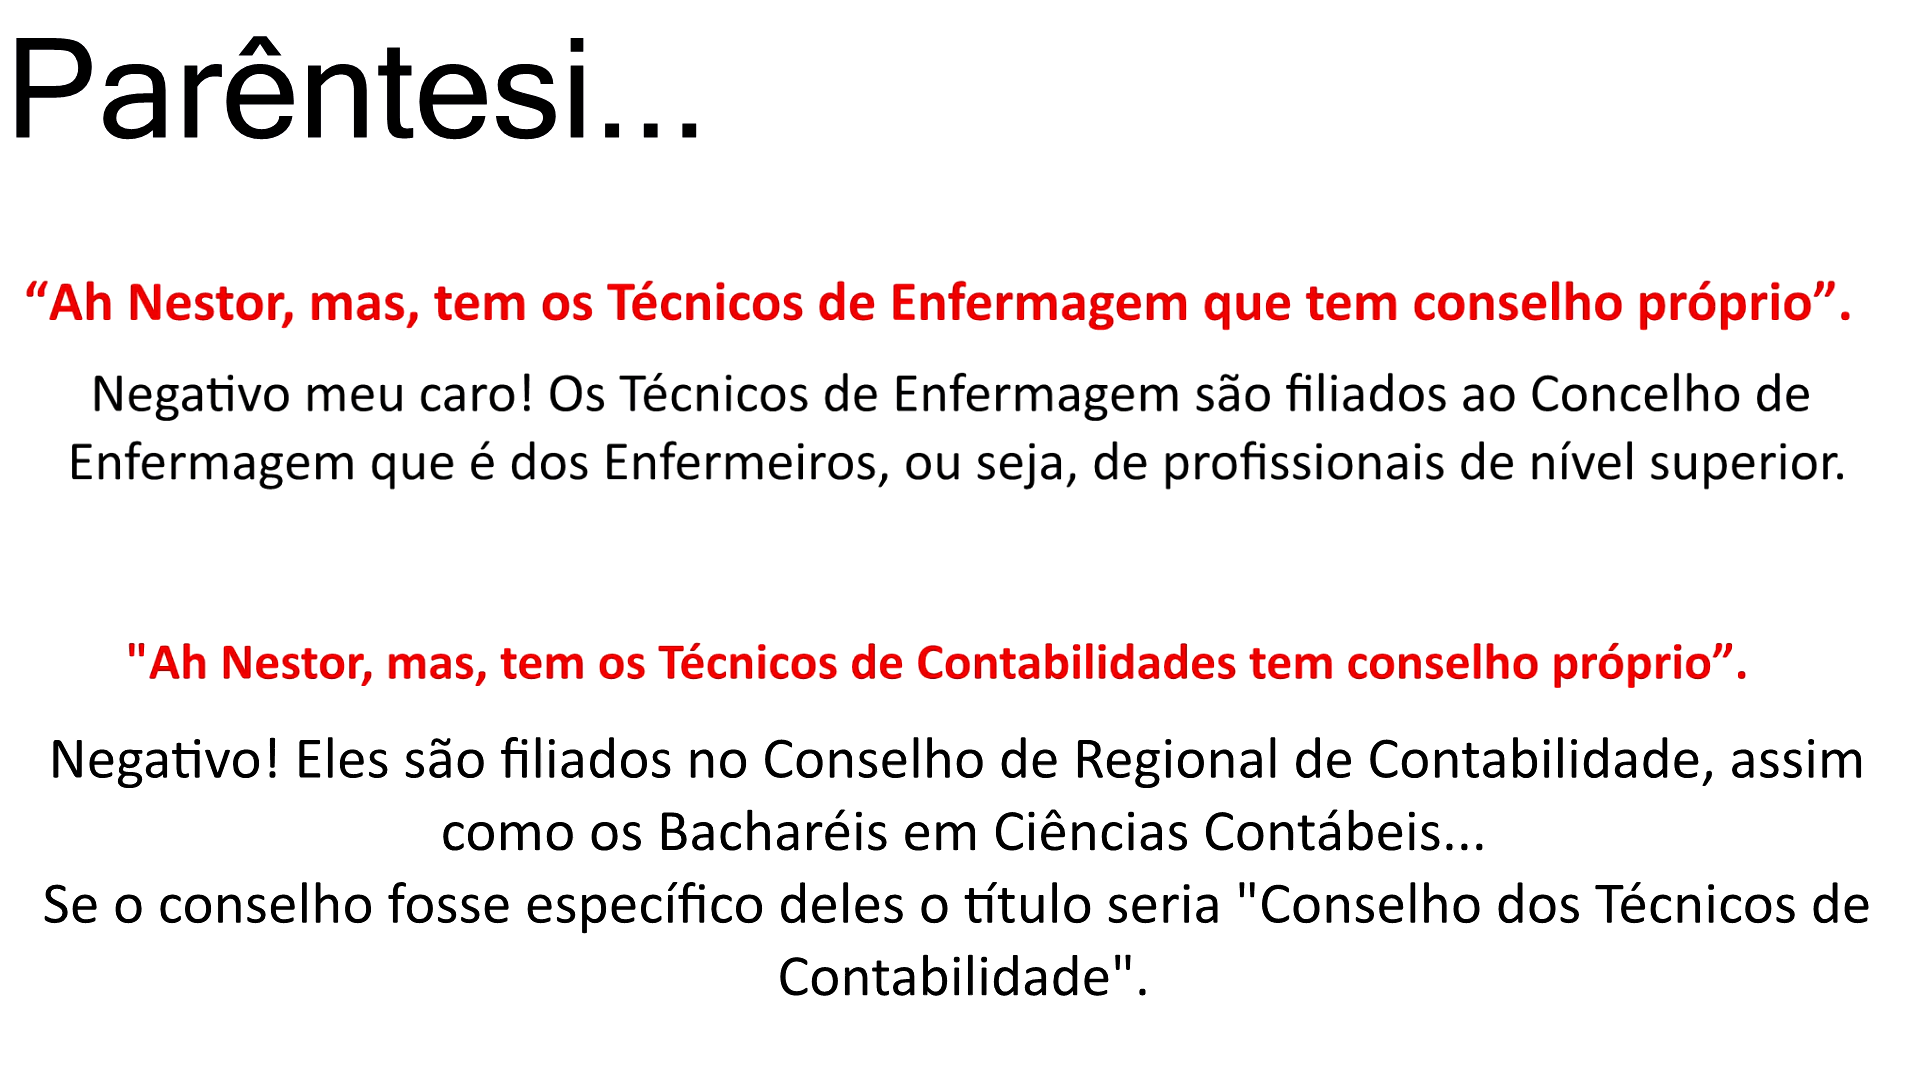 Parêntesi...
“Ah Nestor, mas, tem os Técnicos de Enfermagem que tem conselho próprio”.
Negativo meu caro! Os Técnicos de Enfermagem são filiados ao Concelho de
Enfermagem que é dos Enfermeiros, ou seja, de profissionais de nível superior.
"Ah Nestor, mas, tem os Técnicos de Contabilidades tem conselho próprio”.
Negativo! Eles são filiados no Conselho de Regional de Contabilidade, assim
como os Bacharéis em Ciências Contábeis...
Se o conselho fosse específico deles o título seria "Conselho dos Técnicos de
Contabilidade".